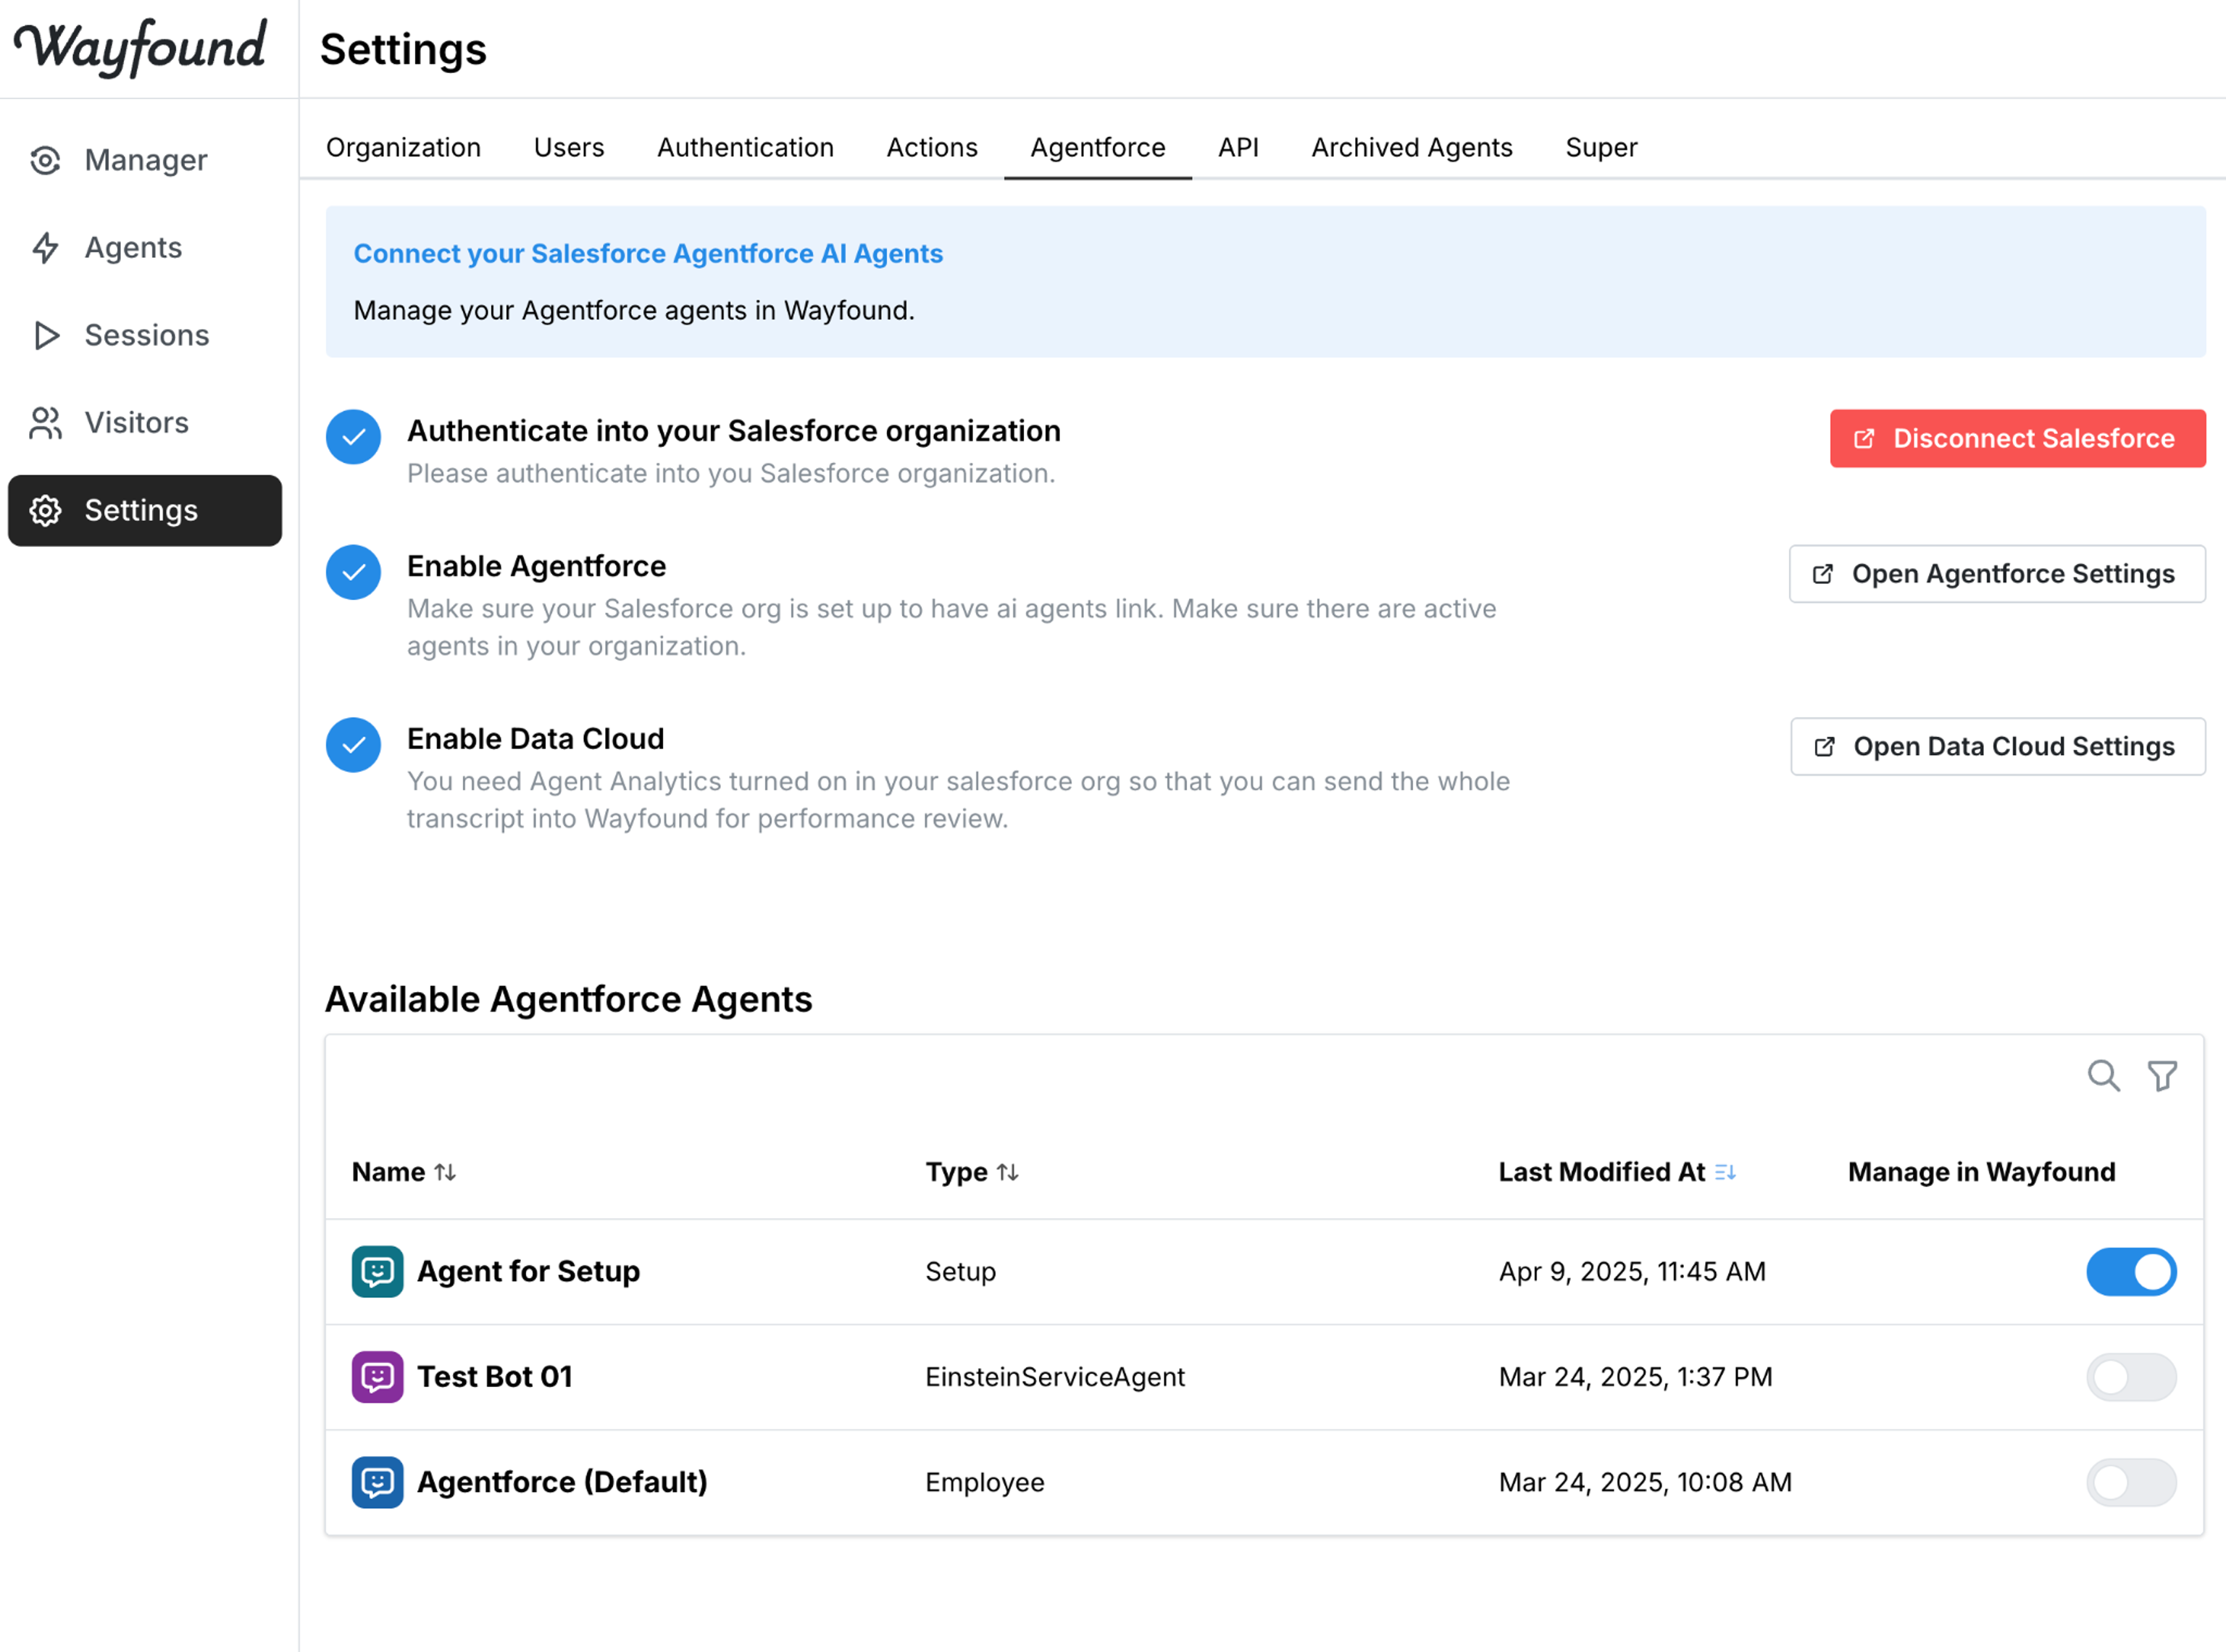 Wayfound
Settings
Manager
Agents
Sessions
Visitors
Settings
Organization Users Authentication Actions Agentforce API Archived Agents Super
Connect your Salesforce Agentforce AI Agents
Manage your Agentforce agents in Wayfound.
Authenticate into your Salesforce organization
Please authenticate into you Salesforce organization.
Disconnect Salesforce
Enable Agentforce
Make sure your Salesforce org is set up to have ai agents link. Make sure there are active
agents in your organization.
Open Agentforce Settings
Enable Data Cloud
You need Agent Analytics turned on in your salesforce org so that you can send the whole
transcript into Wayfound for performance review.
Open Data Cloud Settings
Available Agentforce Agents
Name Type Last Modified At Manage in Wayfound
Agent for Setup Setup Apr 9, 2025, 11:45 AM
Test Bot 01 EinsteinServiceAgent Mar 24, 2025, 1:37 PM
Agentforce (Default) Employee Mar 24, 2025, 10:08 AM